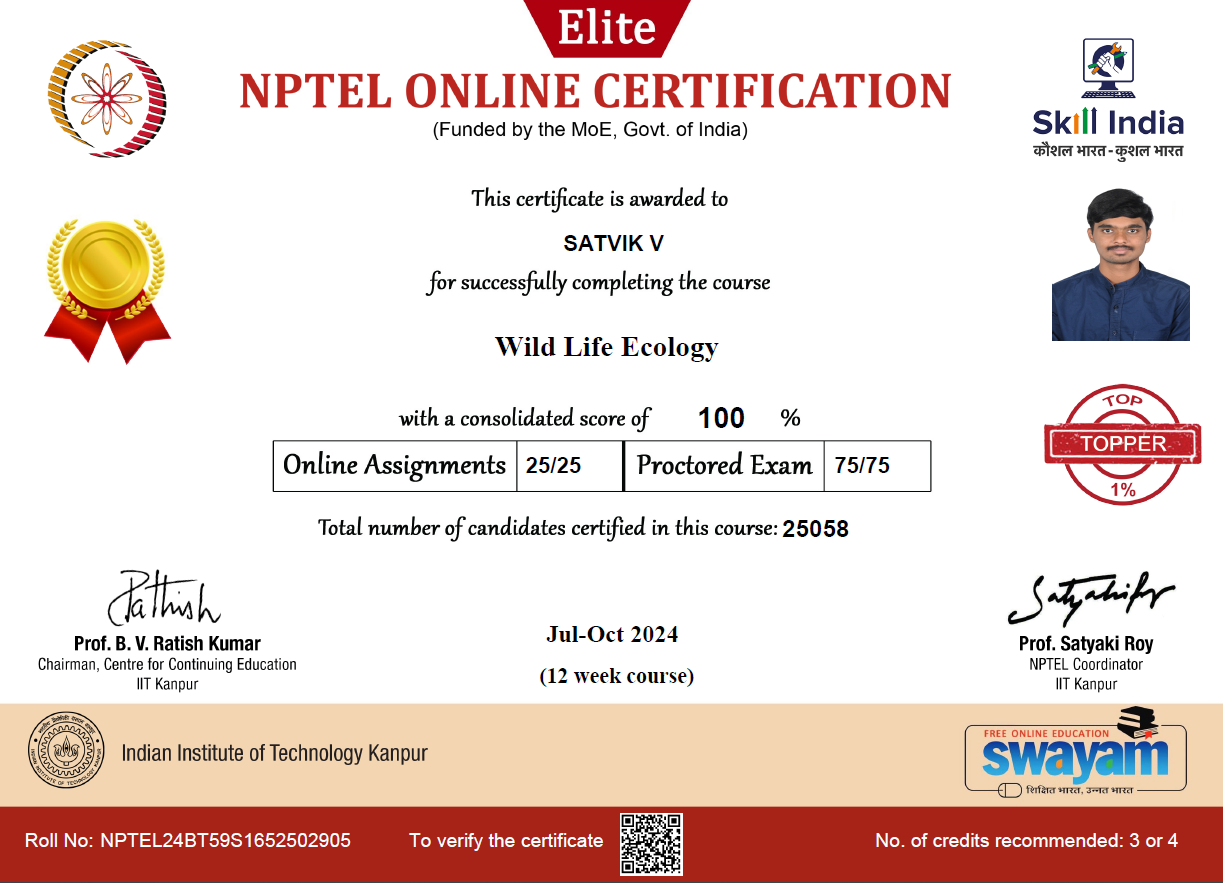 Elite
NPTEL ONLINE CERTIFICATION
(Funded by the MoE, Govt. of India)
Skill India
कौशल भारत - कुशल भारत
This certificate is awarded to
SATVIK V
for successfully completing the course
Wild Life Ecology
with a consolidated score of 100 %
Online Assignments 25/25 Proctored Exam 75/75
TOP
TOPPER
1%
Total number of candidates certified in this course: 25058
Prof. B. V. Ratish Kumar
Chairman, Centre for Continuing Education
IIT Kanpur
Jul-Oct 2024
(12 week course)
Prof. Satyaki Roy
NPTEL Coordinator
IIT Kanpur
Indian Institute of Technology Kanpur
FREE ONLINE EDUCATION
swayam
शिक्षित भारत, उन्नत भारत
Roll No: NPTEL24BT59S1652502905
To verify the certificate
No. of credits recommended: 3 or 4